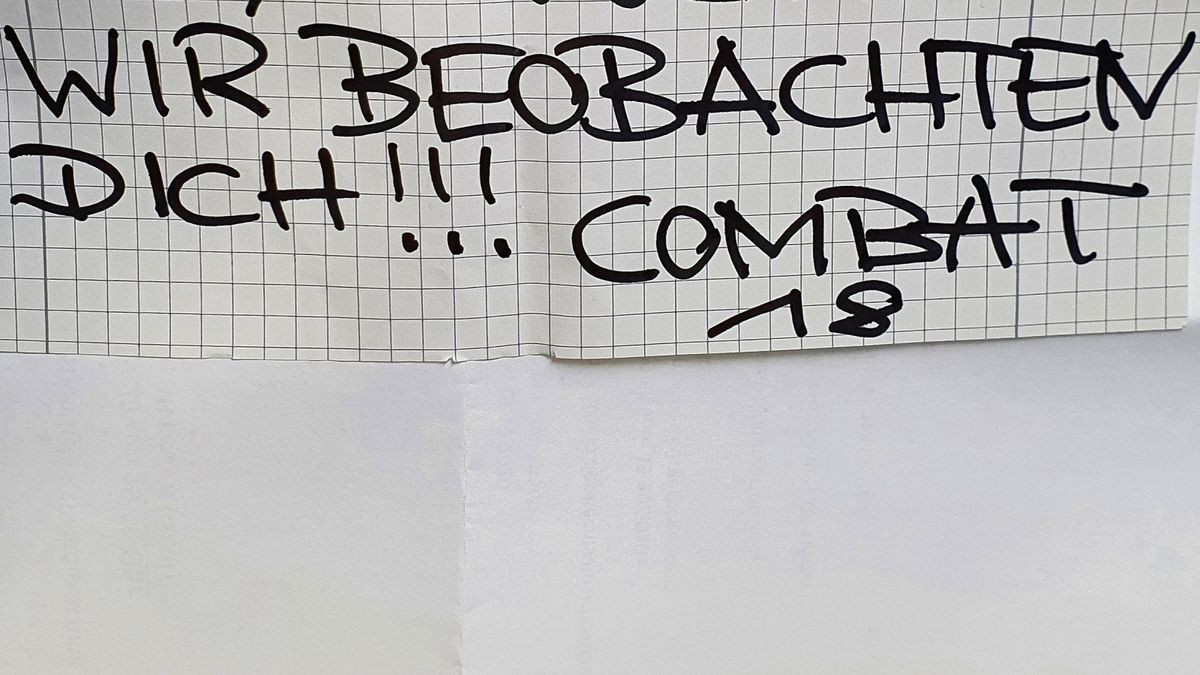 WIR BEOBACHTEN
DICH!!!
COMBAT
18